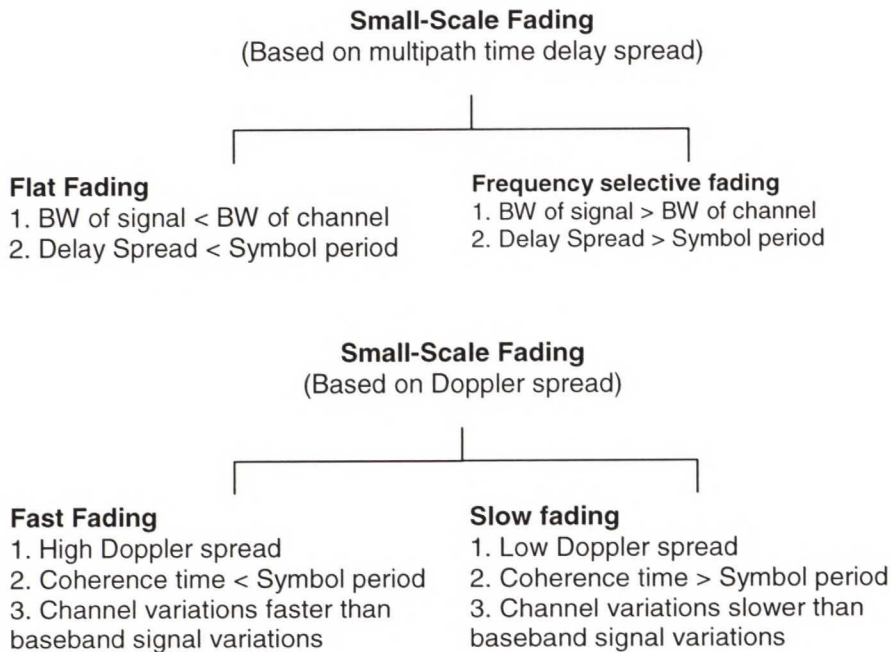 Small-Scale Fading
(Based on multipath time delay spread)
Flat Fading
1. BW of signal < BW of channel
2. Delay Spread < Symbol period
Frequency selective fading
1. BW of signal > BW of channel
2. Delay Spread > Symbol period
Small-Scale Fading
(Based on Doppler spread)
Fast Fading
1. High Doppler spread
2. Coherence time < Symbol period
3. Channel variations faster than
baseband signal variations
Slow fading
1. Low Doppler spread
2. Coherence time > Symbol period
3. Channel variations slower than
baseband signal variations